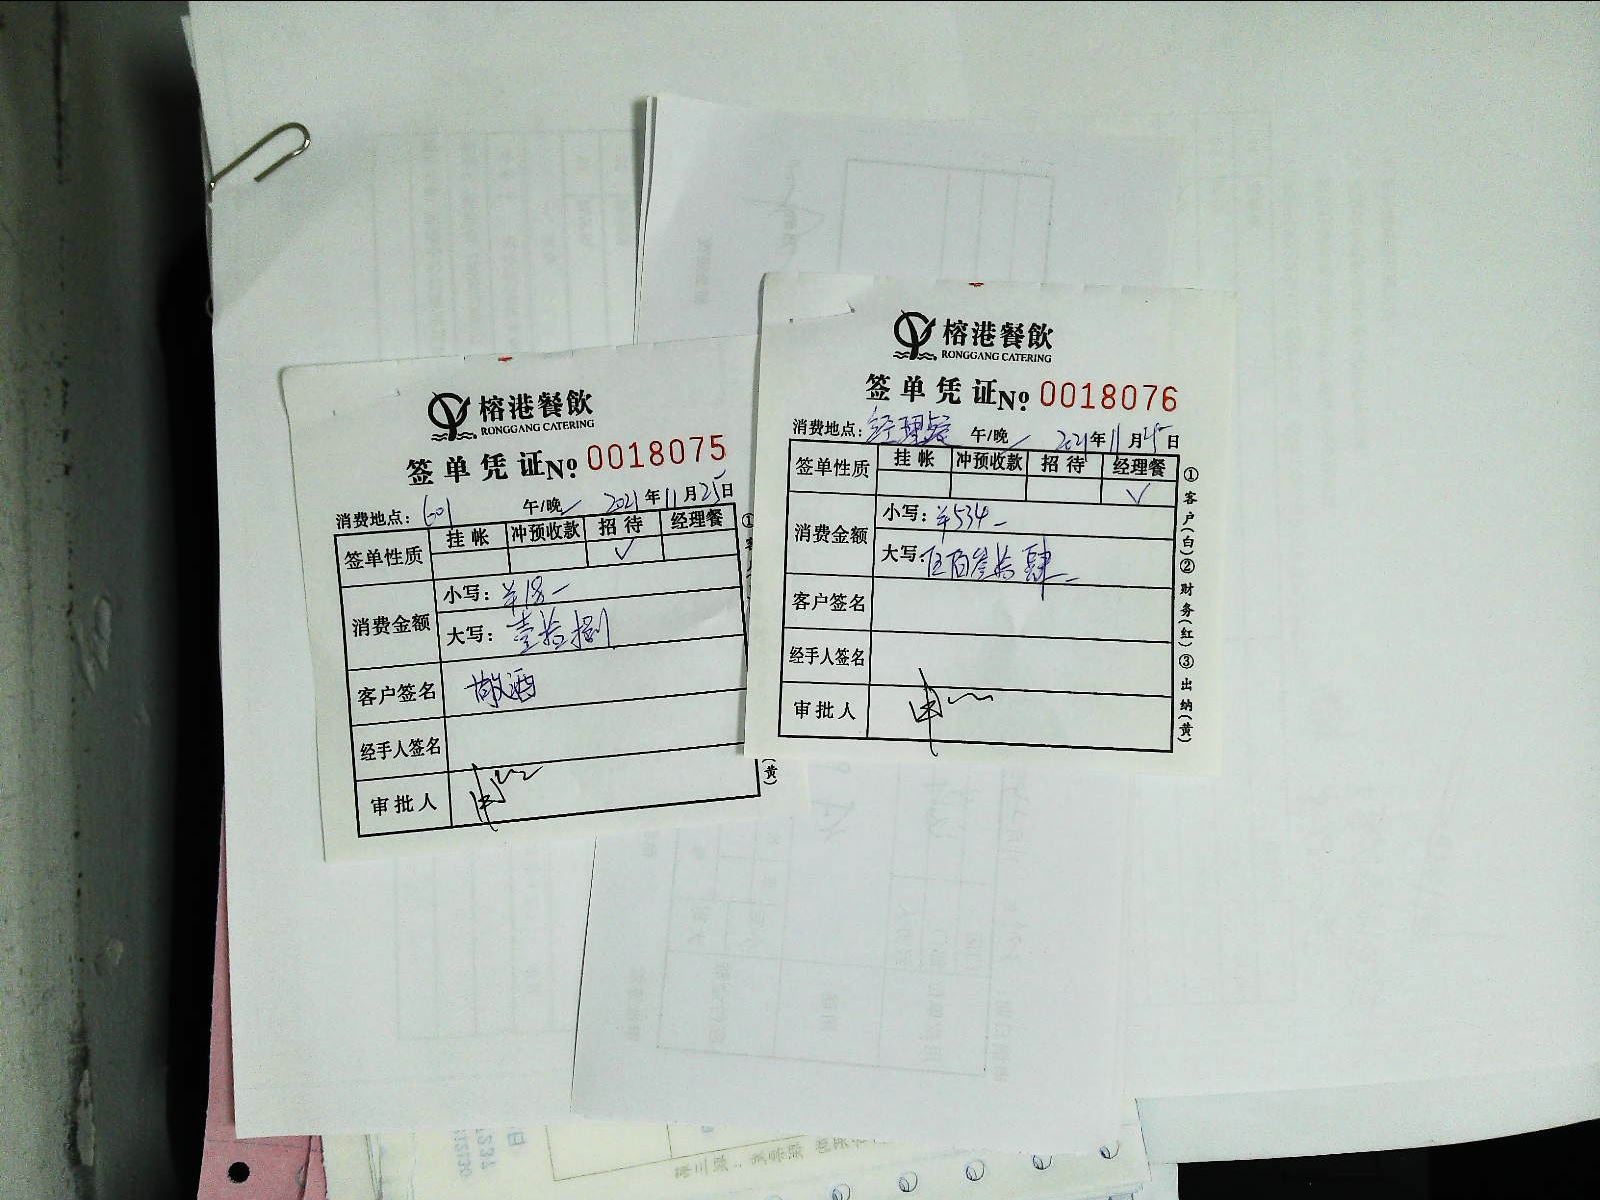 榕港餐飲
RONGGANG CATERING
签单凭证 № 0018075
消费地点：601 午/晚 2021年11月25日
签单性质 挂帐 冲预收款 招待 经理餐
✓
消费金额 小写：¥18-
大写：壹拾捌
客户签名 敬酒
经手人签名
审批人
①
(黄)
榕港餐飲
RONGGANG CATERING
签单凭证 № 0018076
消费地点：经理餐 午/晚 2021年11月25日
签单性质 挂帐 冲预收款 招待 经理餐
✓
消费金额 小写：¥534-
大写：伍百叁拾肆
客户签名
经手人签名
审批人
①客户(白)②财务(红)③出纳(黄)